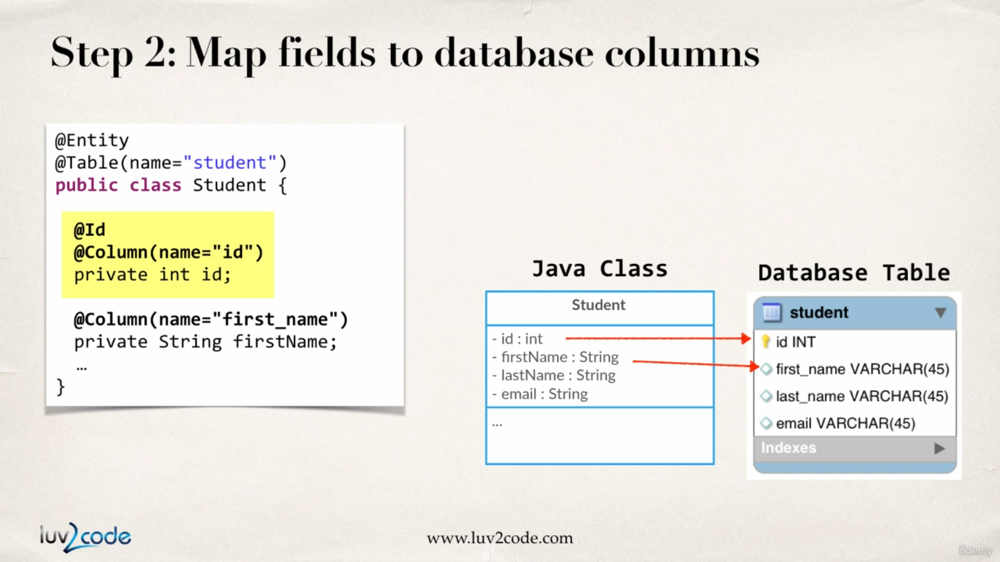 Step 2: Map fields to database columns
@Entity
@Table(name="student")
public class Student {
@Id
@Column(name="id")
private int id;
@Column(name="first_name")
private String firstName;
…
}
Java Class
Student
- id : int
- firstName : String
- lastName : String
- email : String
...
Database Table
student
id INT
first_name VARCHAR(45)
last_name VARCHAR(45)
email VARCHAR(45)
Indexes
luv2code
www.luv2code.com
ûdemy